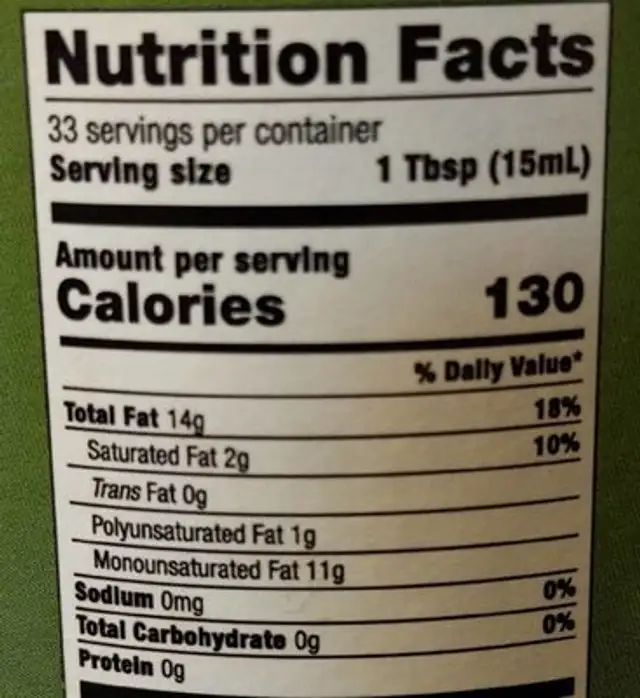 Nutrition Facts
33 servings per container
Serving size 1 Tbsp (15mL)
Amount per serving
Calories 130
% Daily Value*
Total Fat 14g 18%
Saturated Fat 2g 10%
Trans Fat 0g
Polyunsaturated Fat 1g
Monounsaturated Fat 11g
Sodium 0mg 0%
Total Carbohydrate 0g 0%
Protein 0g